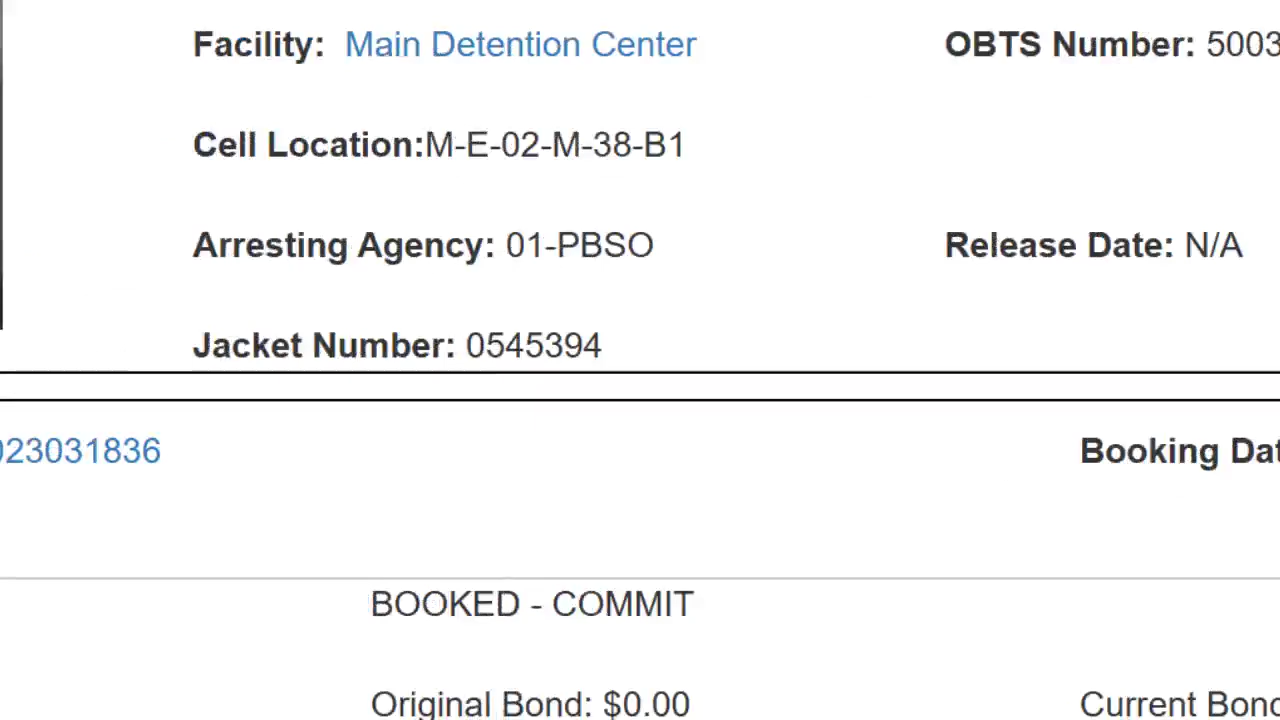 Facility: Main Detention Center OBTS Number: 5003
Cell Location:M-E-02-M-38-B1
Arresting Agency: 01-PBSO Release Date: N/A
Jacket Number: 0545394
023031836 Booking Dat
BOOKED - COMMIT
Original Bond: $0.00 Current Bond